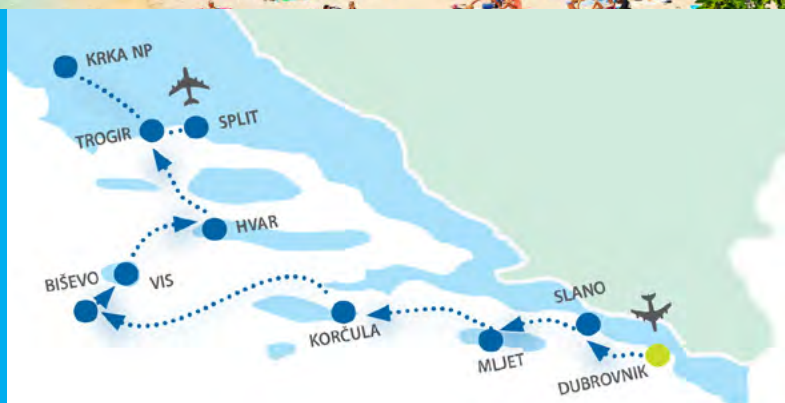 KRKA NP
SPLIT
TROGIR
HVAR
BIŠEVO
VIS
SLANO
KORČULA
MLJET
DUBROVNIK